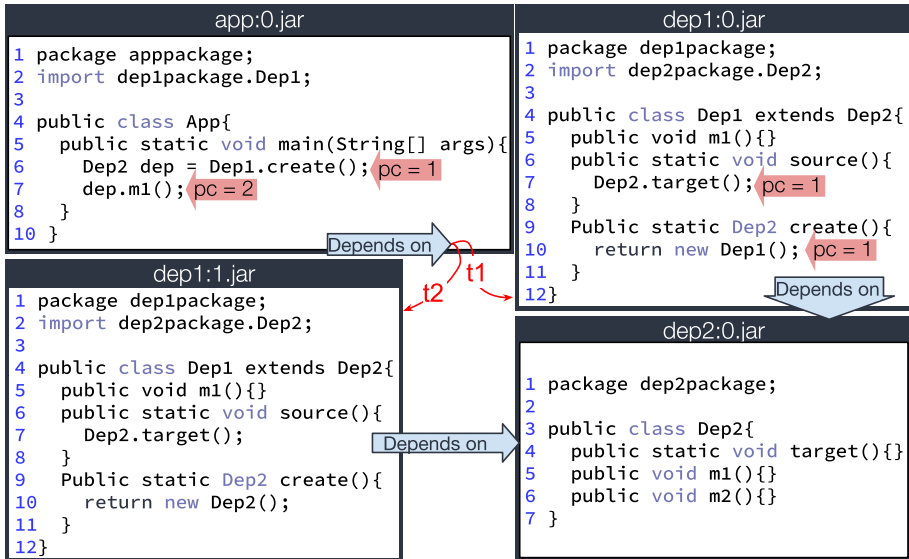 app:0.jar
1 package apppackage;
2 import dep1package.Dep1;
3
4 public class App{
5 public static void main(String[] args){
6 Dep2 dep = Dep1.create(); pc = 1
7 dep.m1(); pc = 2
8 }
10 }
Depends on
t1
t2
dep1:0.jar
1 package dep1package;
2 import dep2package.Dep2;
3
4 public class Dep1 extends Dep2{
5 public void m1(){}
6 public static void source(){
7 Dep2.target(); pc = 1
8 }
9 Public static Dep2 create(){
10 return new Dep1(); pc = 1
11 }
12}
Depends on
dep1:1.jar
1 package dep1package;
2 import dep2package.Dep2;
3
4 public class Dep1 extends Dep2{
5 public void m1(){}
6 public static void source(){
7 Dep2.target();
8 }
9 Public static Dep2 create(){
10 return new Dep2();
11 }
12}
Depends on
dep2:0.jar
1 package dep2package;
2
3 public class Dep2{
4 public static void target(){}
5 public void m1(){}
6 public void m2(){}
7 }